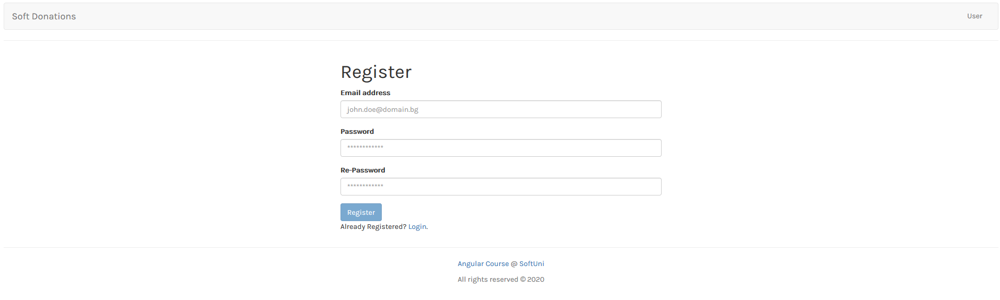 Soft Donations
User
Register
Email address
john.doe@domain.bg
Password
************
Re-Password
************
Register
Already Registered? Login.
Angular Course @ SoftUni
All rights reserved © 2020